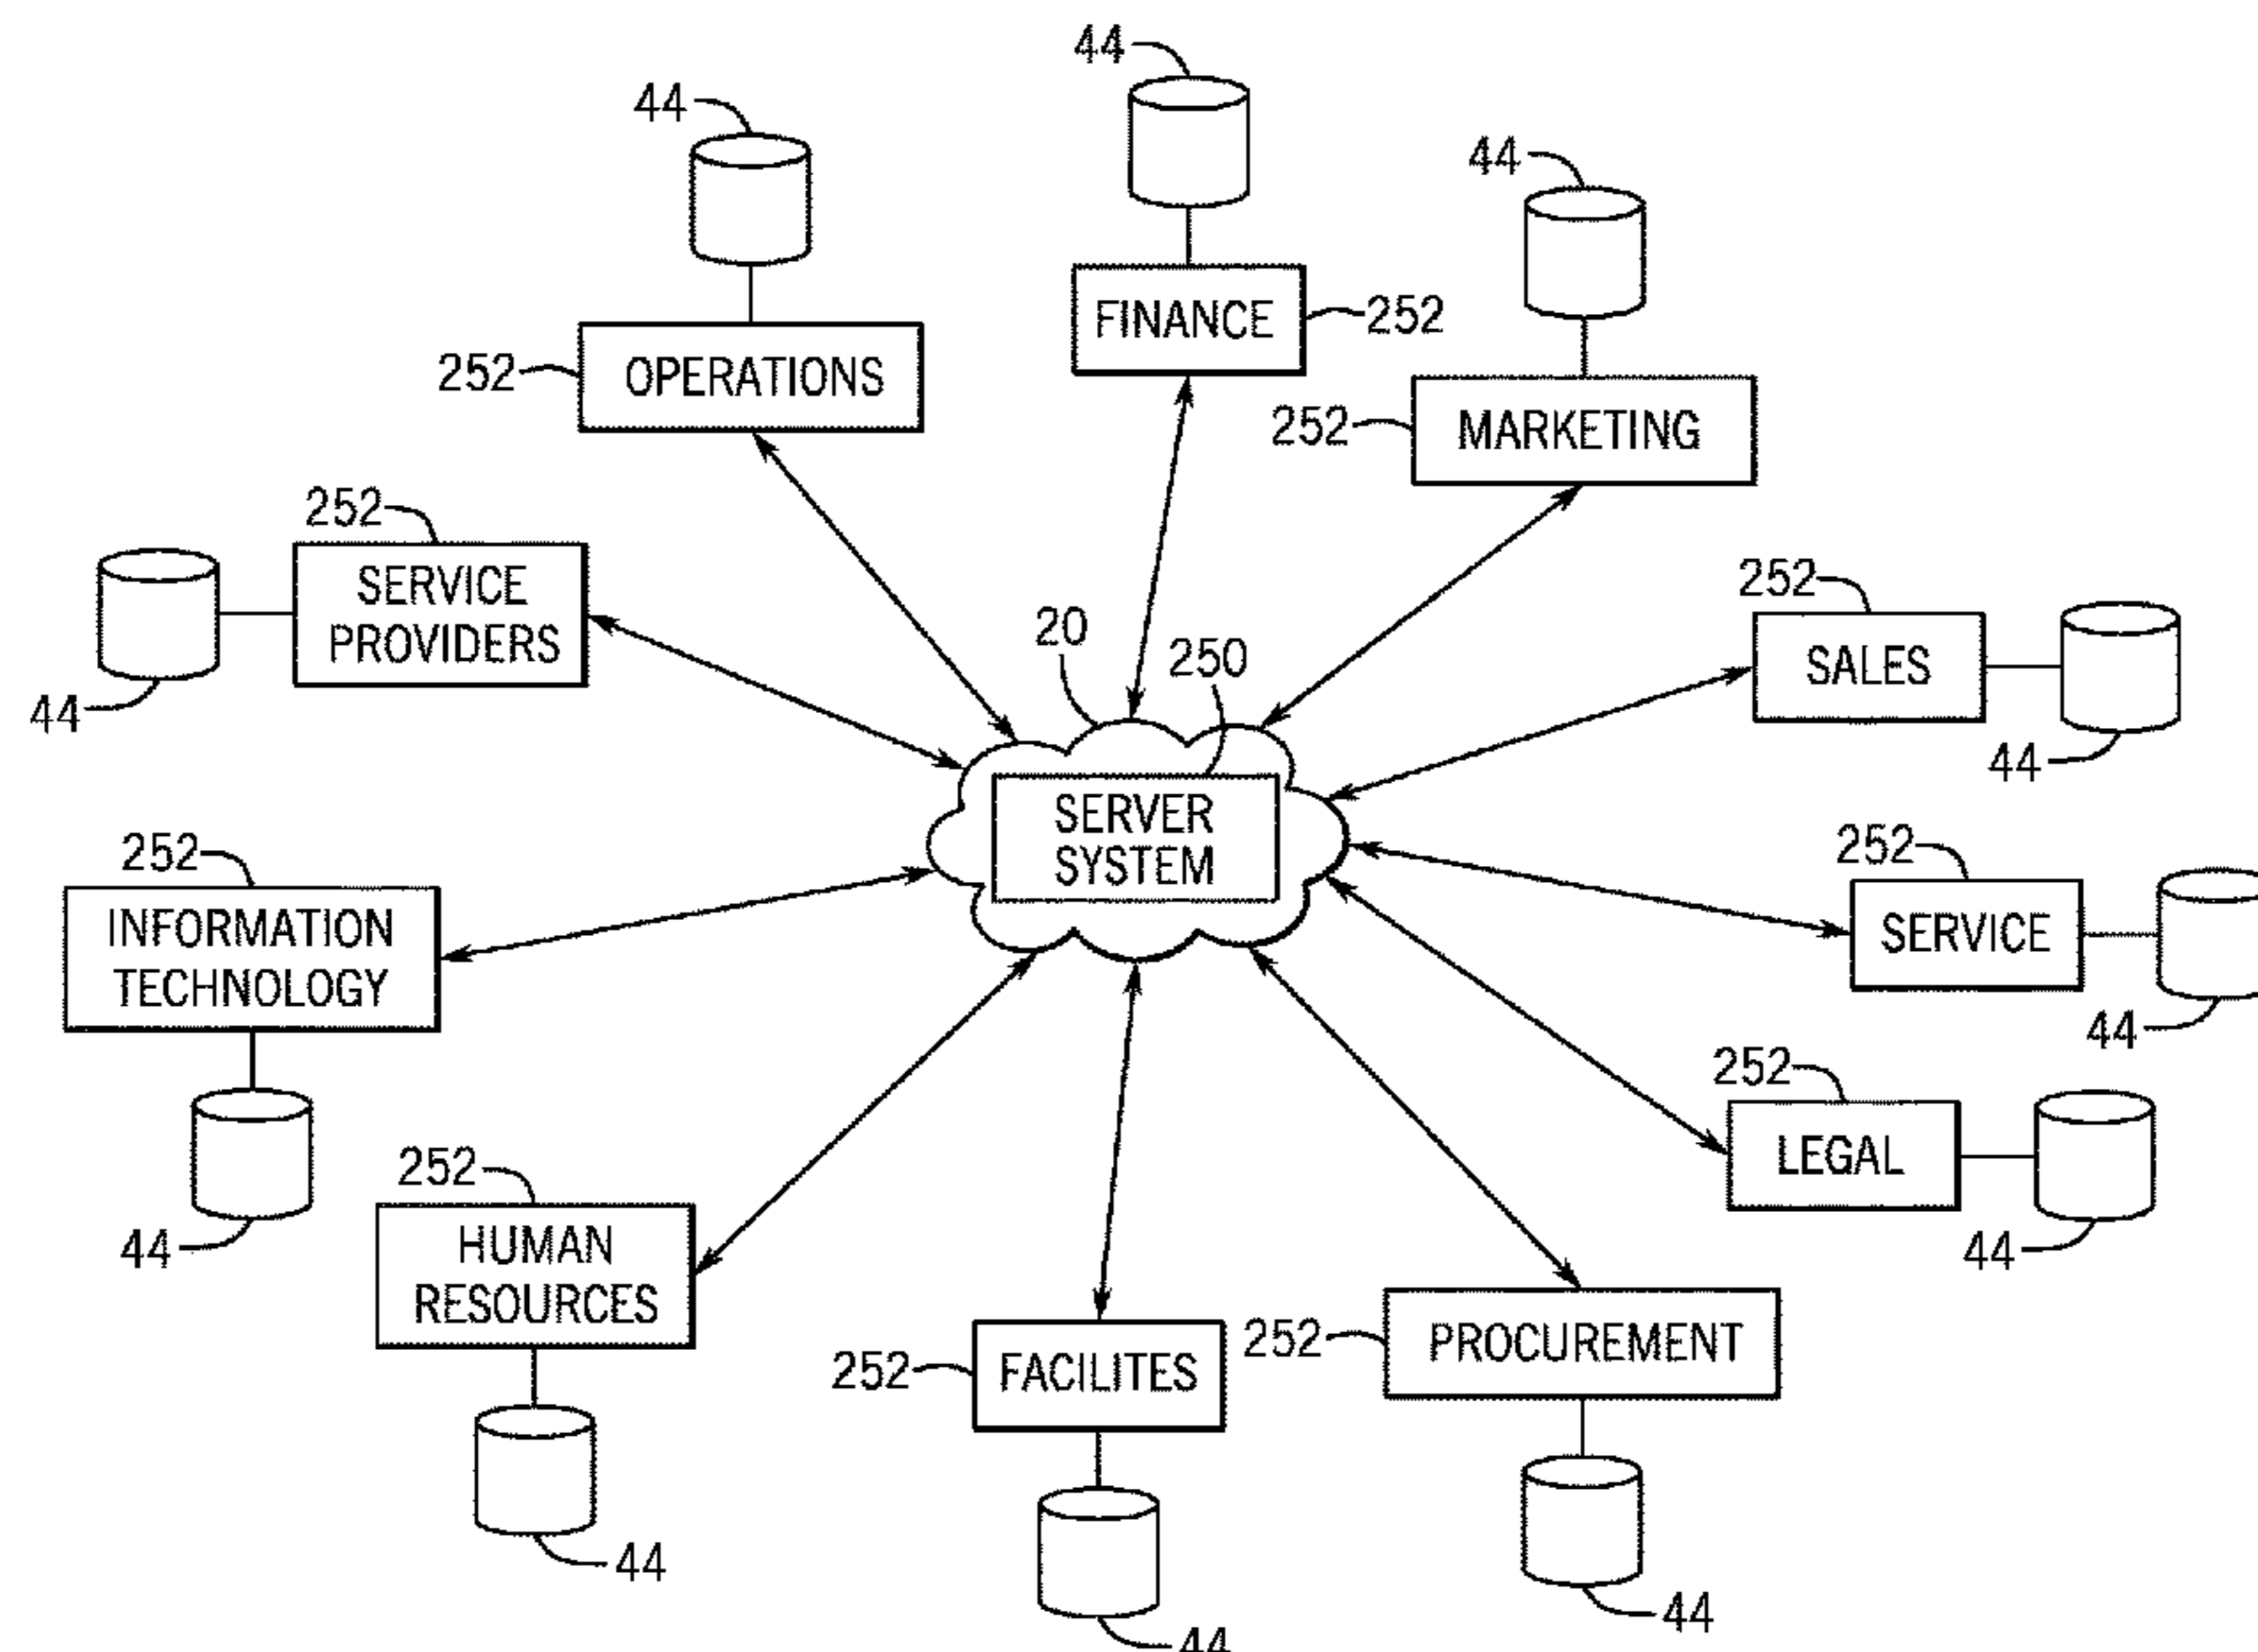 44
44
44
FINANCE
252
252
OPERATIONS
252
MARKETING
252
SERVICE
PROVIDERS
44
252
SALES
44
20
250
SERVER
SYSTEM
252
INFORMATION
TECHNOLOGY
44
252
SERVICE
44
252
LEGAL
44
252
HUMAN
RESOURCES
44
252
FACILITES
44
252
PROCUREMENT
44